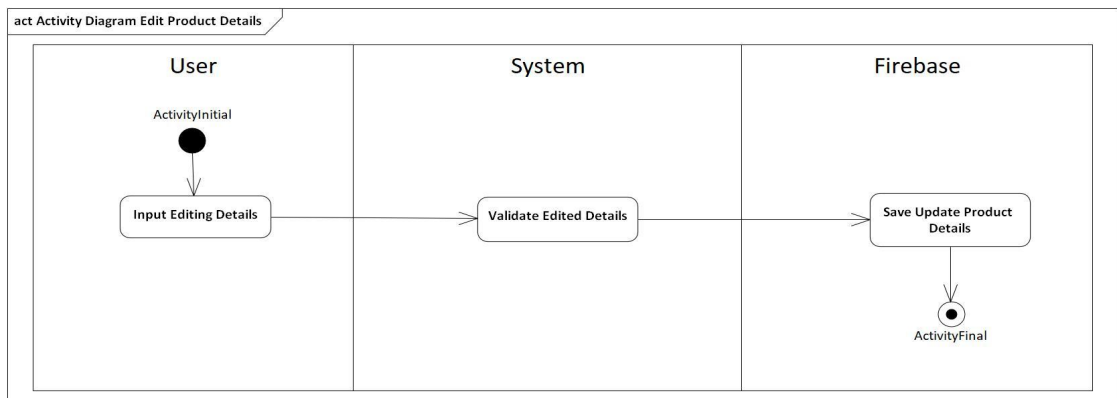 act Activity Diagram Edit Product Details
User
System
Firebase
ActivityInitial
Input Editing Details
Validate Edited Details
Save Update Product
Details
ActivityFinal